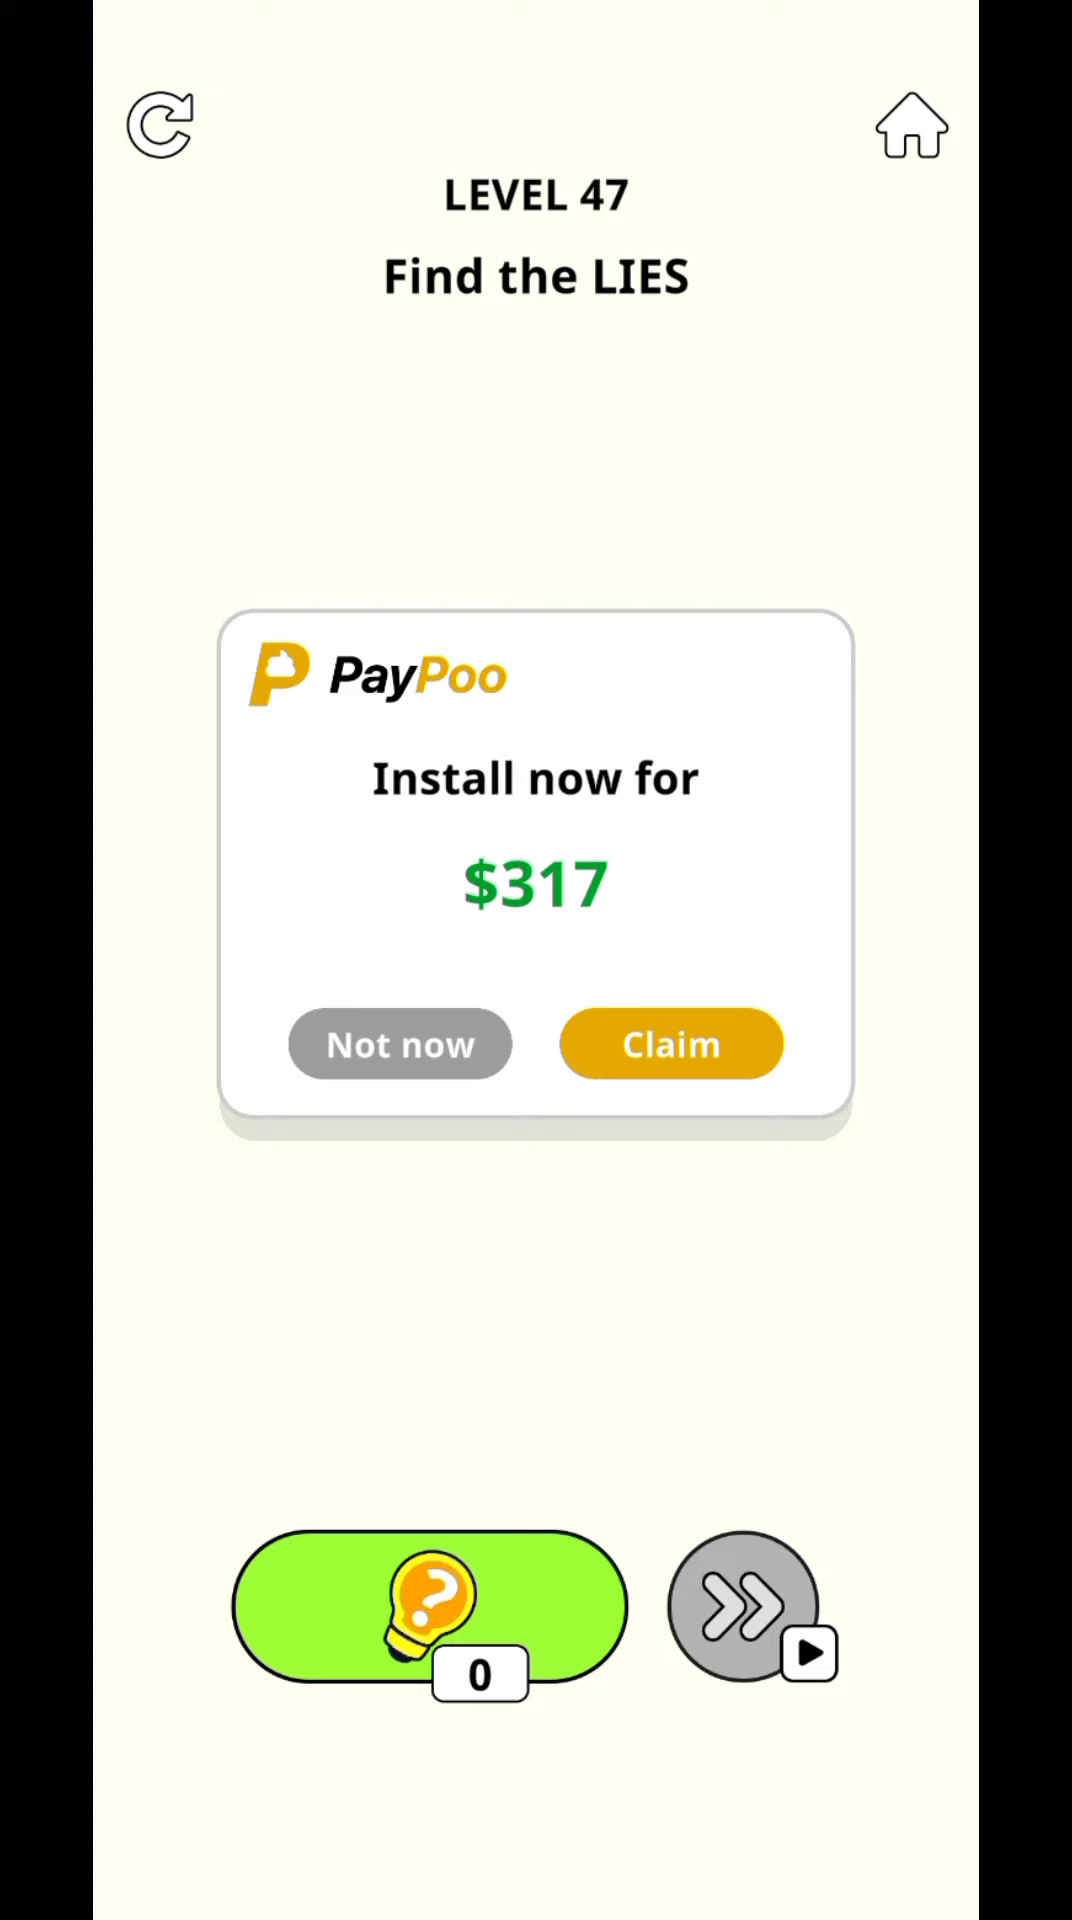 LEVEL 47
Find the LIES
PayPoo
Install now for
$317
Not now
Claim
0